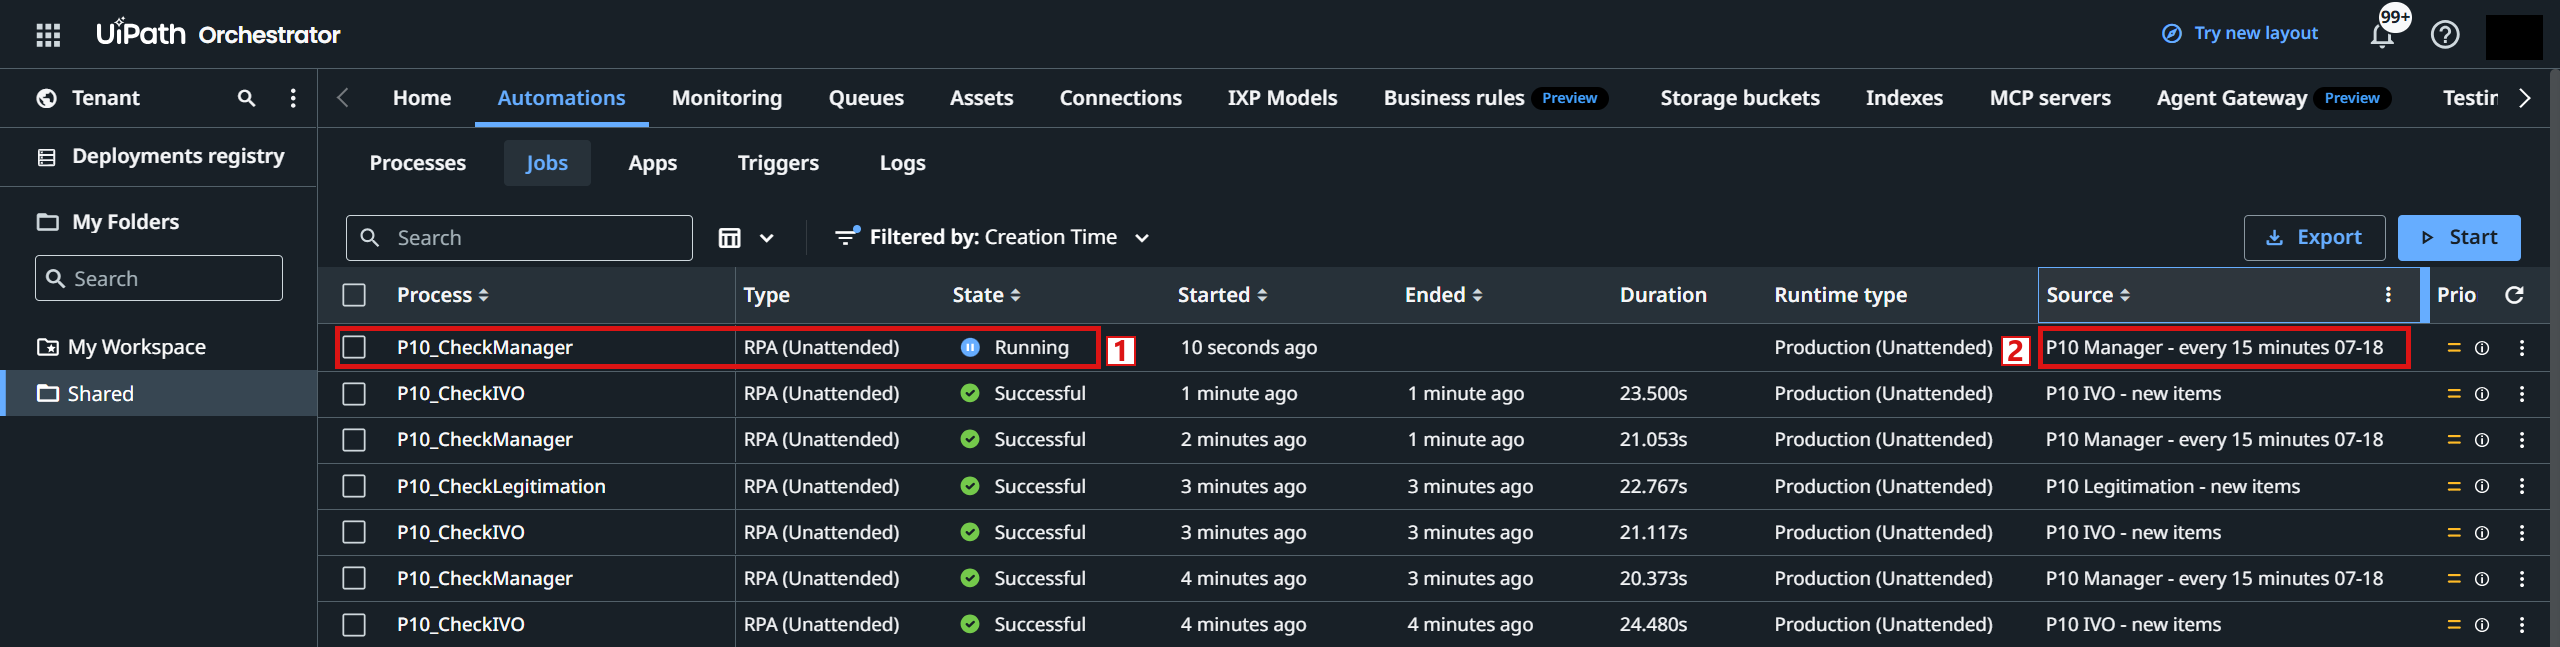 UiPath Orchestrator Try new layout 99+
Tenant Home Automations Monitoring Queues Assets Connections IXP Models Business rules Preview Storage buckets Indexes MCP servers Agent Gateway Preview Testin
Deployments registry Processes Jobs Apps Triggers Logs
My Folders
Search Search Filtered by: Creation Time Export Start
Process Type State Started Ended Duration Runtime type Source Prio
My Workspace P10_CheckManager RPA (Unattended) Running 1 10 seconds ago Production (Unattended) 2 P10 Manager - every 15 minutes 07-18
Shared P10_CheckIVO RPA (Unattended) Successful 1 minute ago 1 minute ago 23.500s Production (Unattended) P10 IVO - new items
P10_CheckManager RPA (Unattended) Successful 2 minutes ago 1 minute ago 21.053s Production (Unattended) P10 Manager - every 15 minutes 07-18
P10_CheckLegitimation RPA (Unattended) Successful 3 minutes ago 3 minutes ago 22.767s Production (Unattended) P10 Legitimation - new items
P10_CheckIVO RPA (Unattended) Successful 3 minutes ago 3 minutes ago 21.117s Production (Unattended) P10 IVO - new items
P10_CheckManager RPA (Unattended) Successful 4 minutes ago 3 minutes ago 20.373s Production (Unattended) P10 Manager - every 15 minutes 07-18
P10_CheckIVO RPA (Unattended) Successful 4 minutes ago 4 minutes ago 24.480s Production (Unattended) P10 IVO - new items